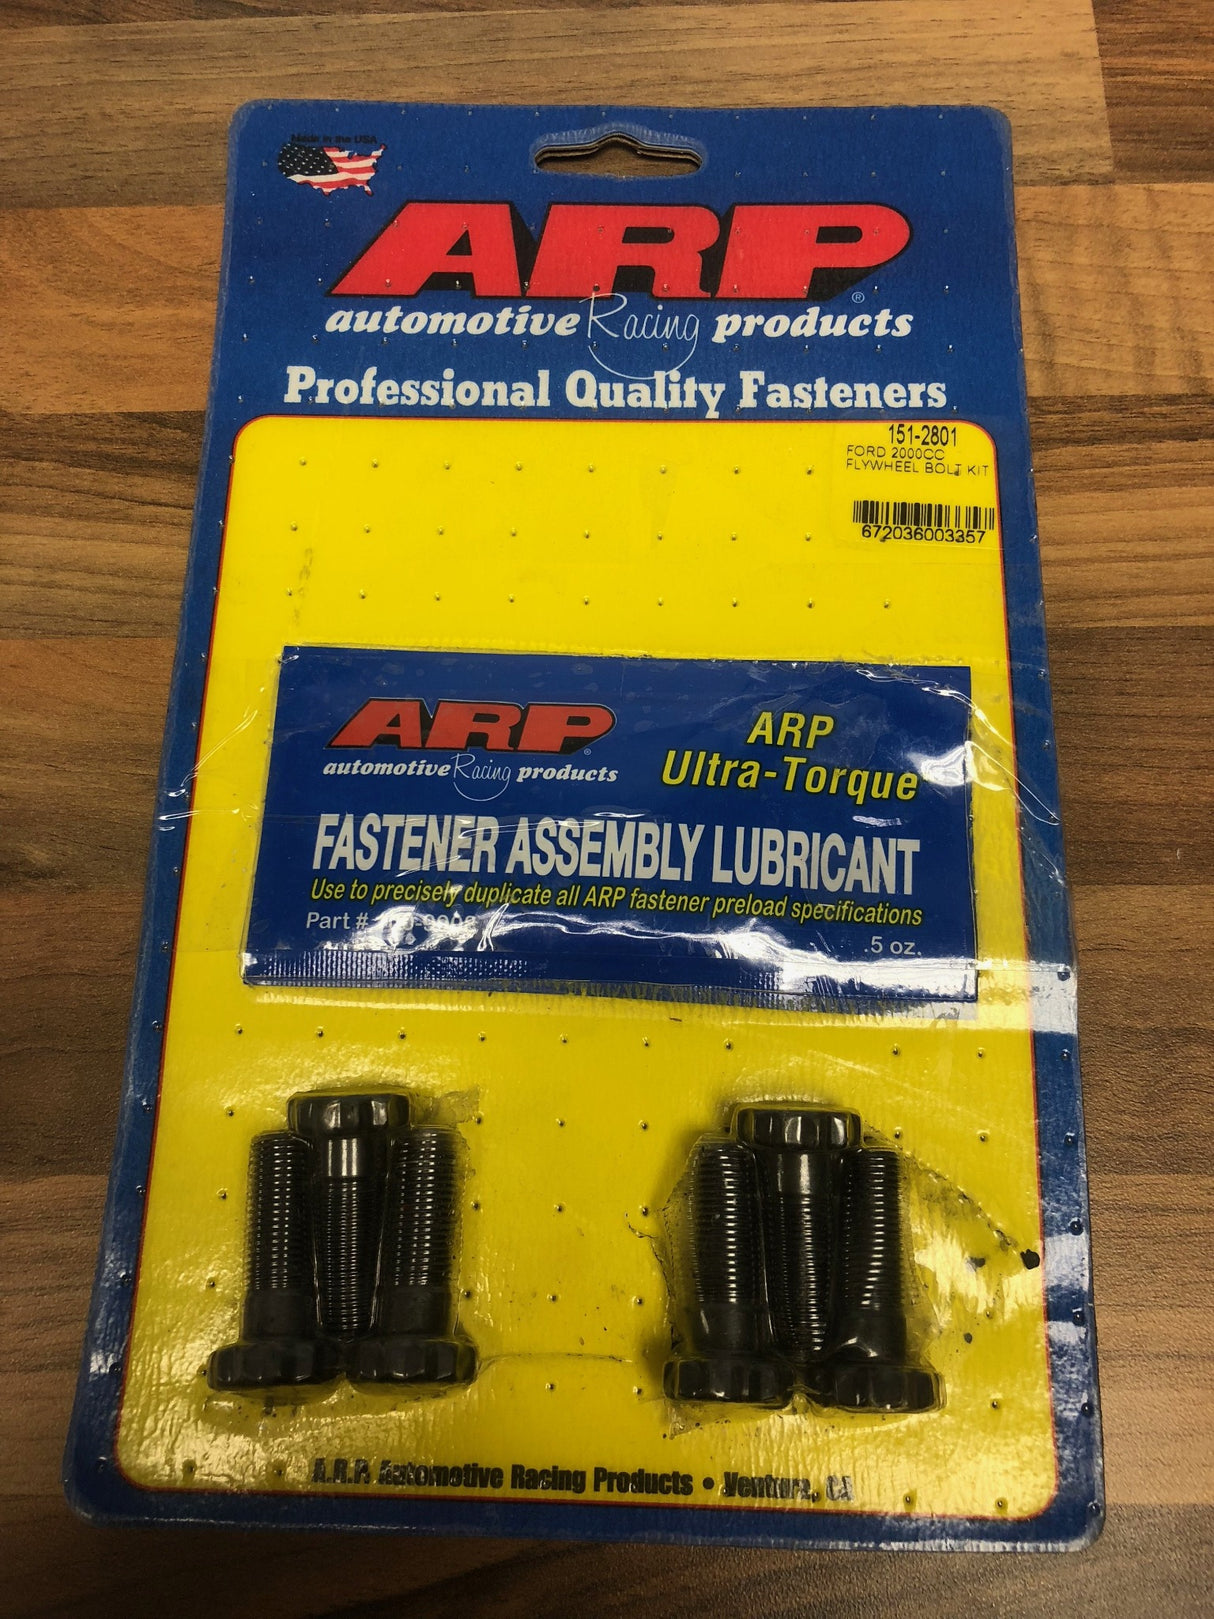 Made in the USA
ARP®
automotive Racing products
Professional Quality Fasteners
151-2801
FORD 2000CC
FLYWHEEL BOLT KIT
672036003357
ARP®
automotive Racing products
ARP
Ultra-Torque
FASTENER ASSEMBLY LUBRICANT
Use to precisely duplicate all ARP fastener preload specifications
Part #
.5 oz.
A.R.P. Automotive Racing Products • Ventura, CA